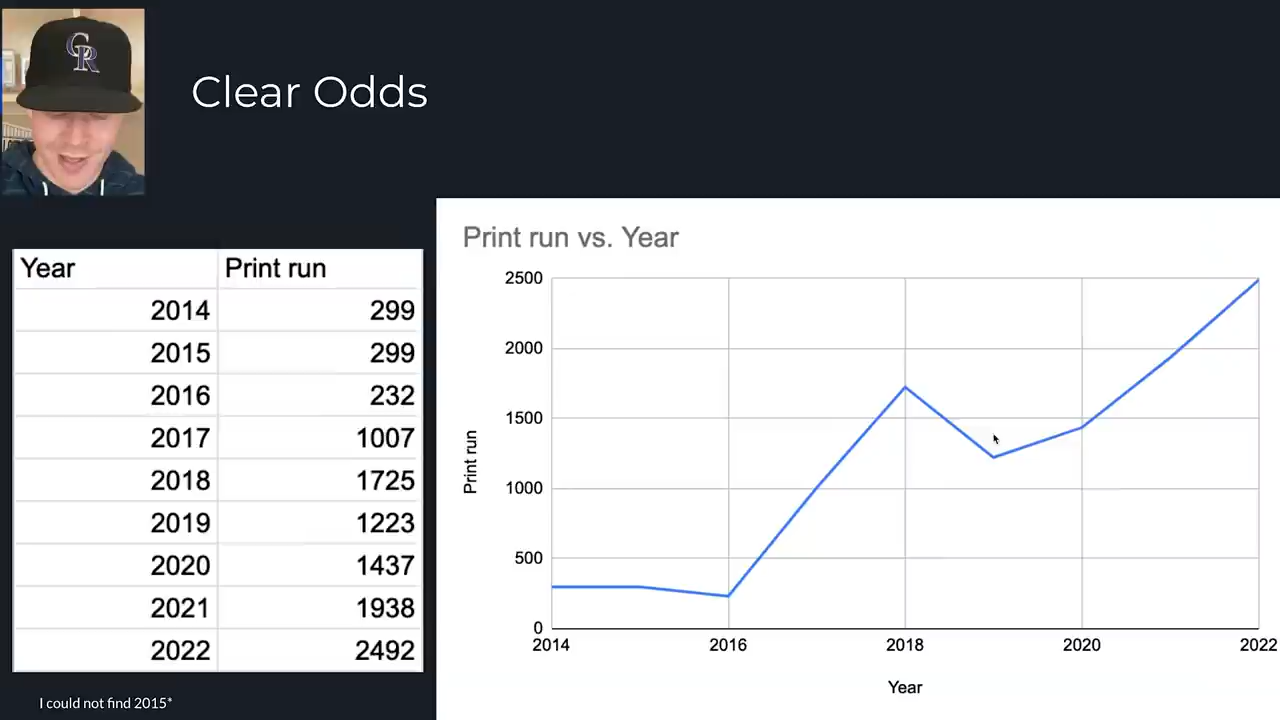 CR
Clear Odds
Year Print run
2014 299
2015 299
2016 232
2017 1007
2018 1725
2019 1223
2020 1437
2021 1938
2022 2492
I could not find 2015*
Print run vs. Year
Print run
2500
2000
1500
1000
500
0
2014 2016 2018 2020 2022
Year